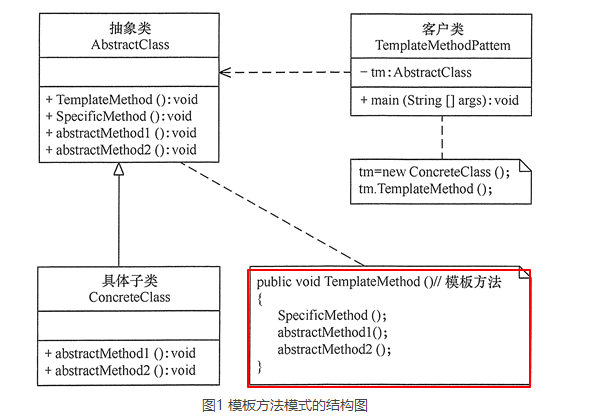 抽象类
AbstractClass
+ TemplateMethod ():void
+ SpecificMethod ():void
+ abstractMethod1 ():void
+ abstractMethod2 ():void
客户类
TemplateMethodPattem
− tm:AbstractClass
+ main (String [] args):void
tm=new ConcreteClass ();
tm.TemplateMethod ();
具体子类
ConcreteClass
+ abstractMethod1 ():void
+ abstractMethod2 ():void
public void TemplateMethod ()// 模板方法
{
SpecificMethod ();
abstractMethod1();
abstractMethod2 ();
}
图1 模板方法模式的结构图